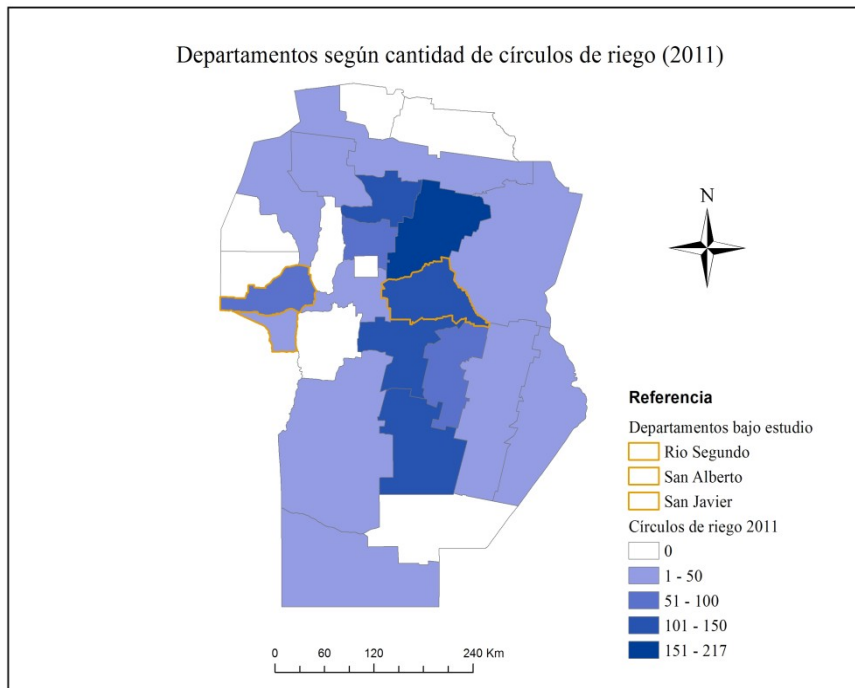 Departamentos según cantidad de círculos de riego (2011)
N
Referencia
Departamentos bajo estudio
Rio Segundo
San Alberto
San Javier
Círculos de riego 2011
0
1 - 50
51 - 100
101 - 150
151 - 217
0 60 120 240 Km